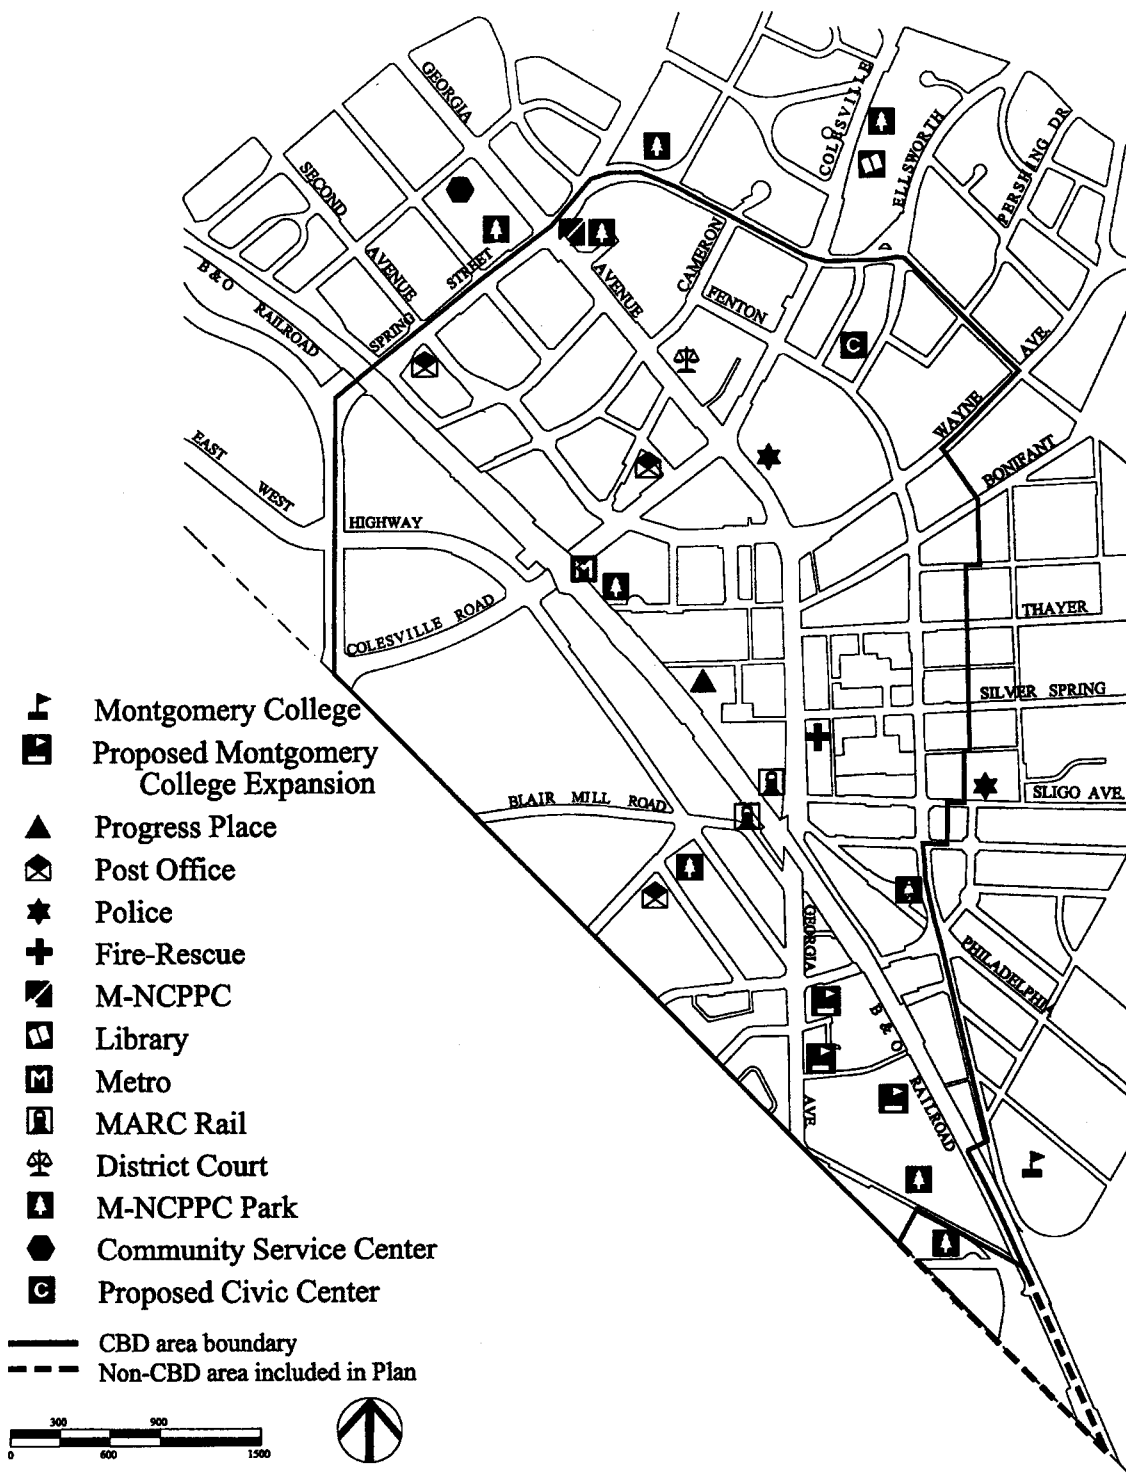 GEORGIA
COLESVILLE
ELLSWORTH
PERSHING DR
SECOND
AVENUE
STREET
SPRING
B & O
RAILROAD
AVENUE
CAMERON
FENTON
C
AVE.
WAYNE
BONIFANT
EAST
WEST
HIGHWAY
M
COLESVILLE ROAD
THAYER
SILVER SPRING
SLIGO AVE.
BLAIR MILL ROAD
GEORGIA
AVE
PHILADELPHIA
B & O
RAILROAD
Montgomery College
Proposed Montgomery
College Expansion
Progress Place
Post Office
Police
Fire-Rescue
M-NCPPC
Library
M Metro
MARC Rail
District Court
M-NCPPC Park
Community Service Center
C Proposed Civic Center
CBD area boundary
Non-CBD area included in Plan
300 900
0 600 1500